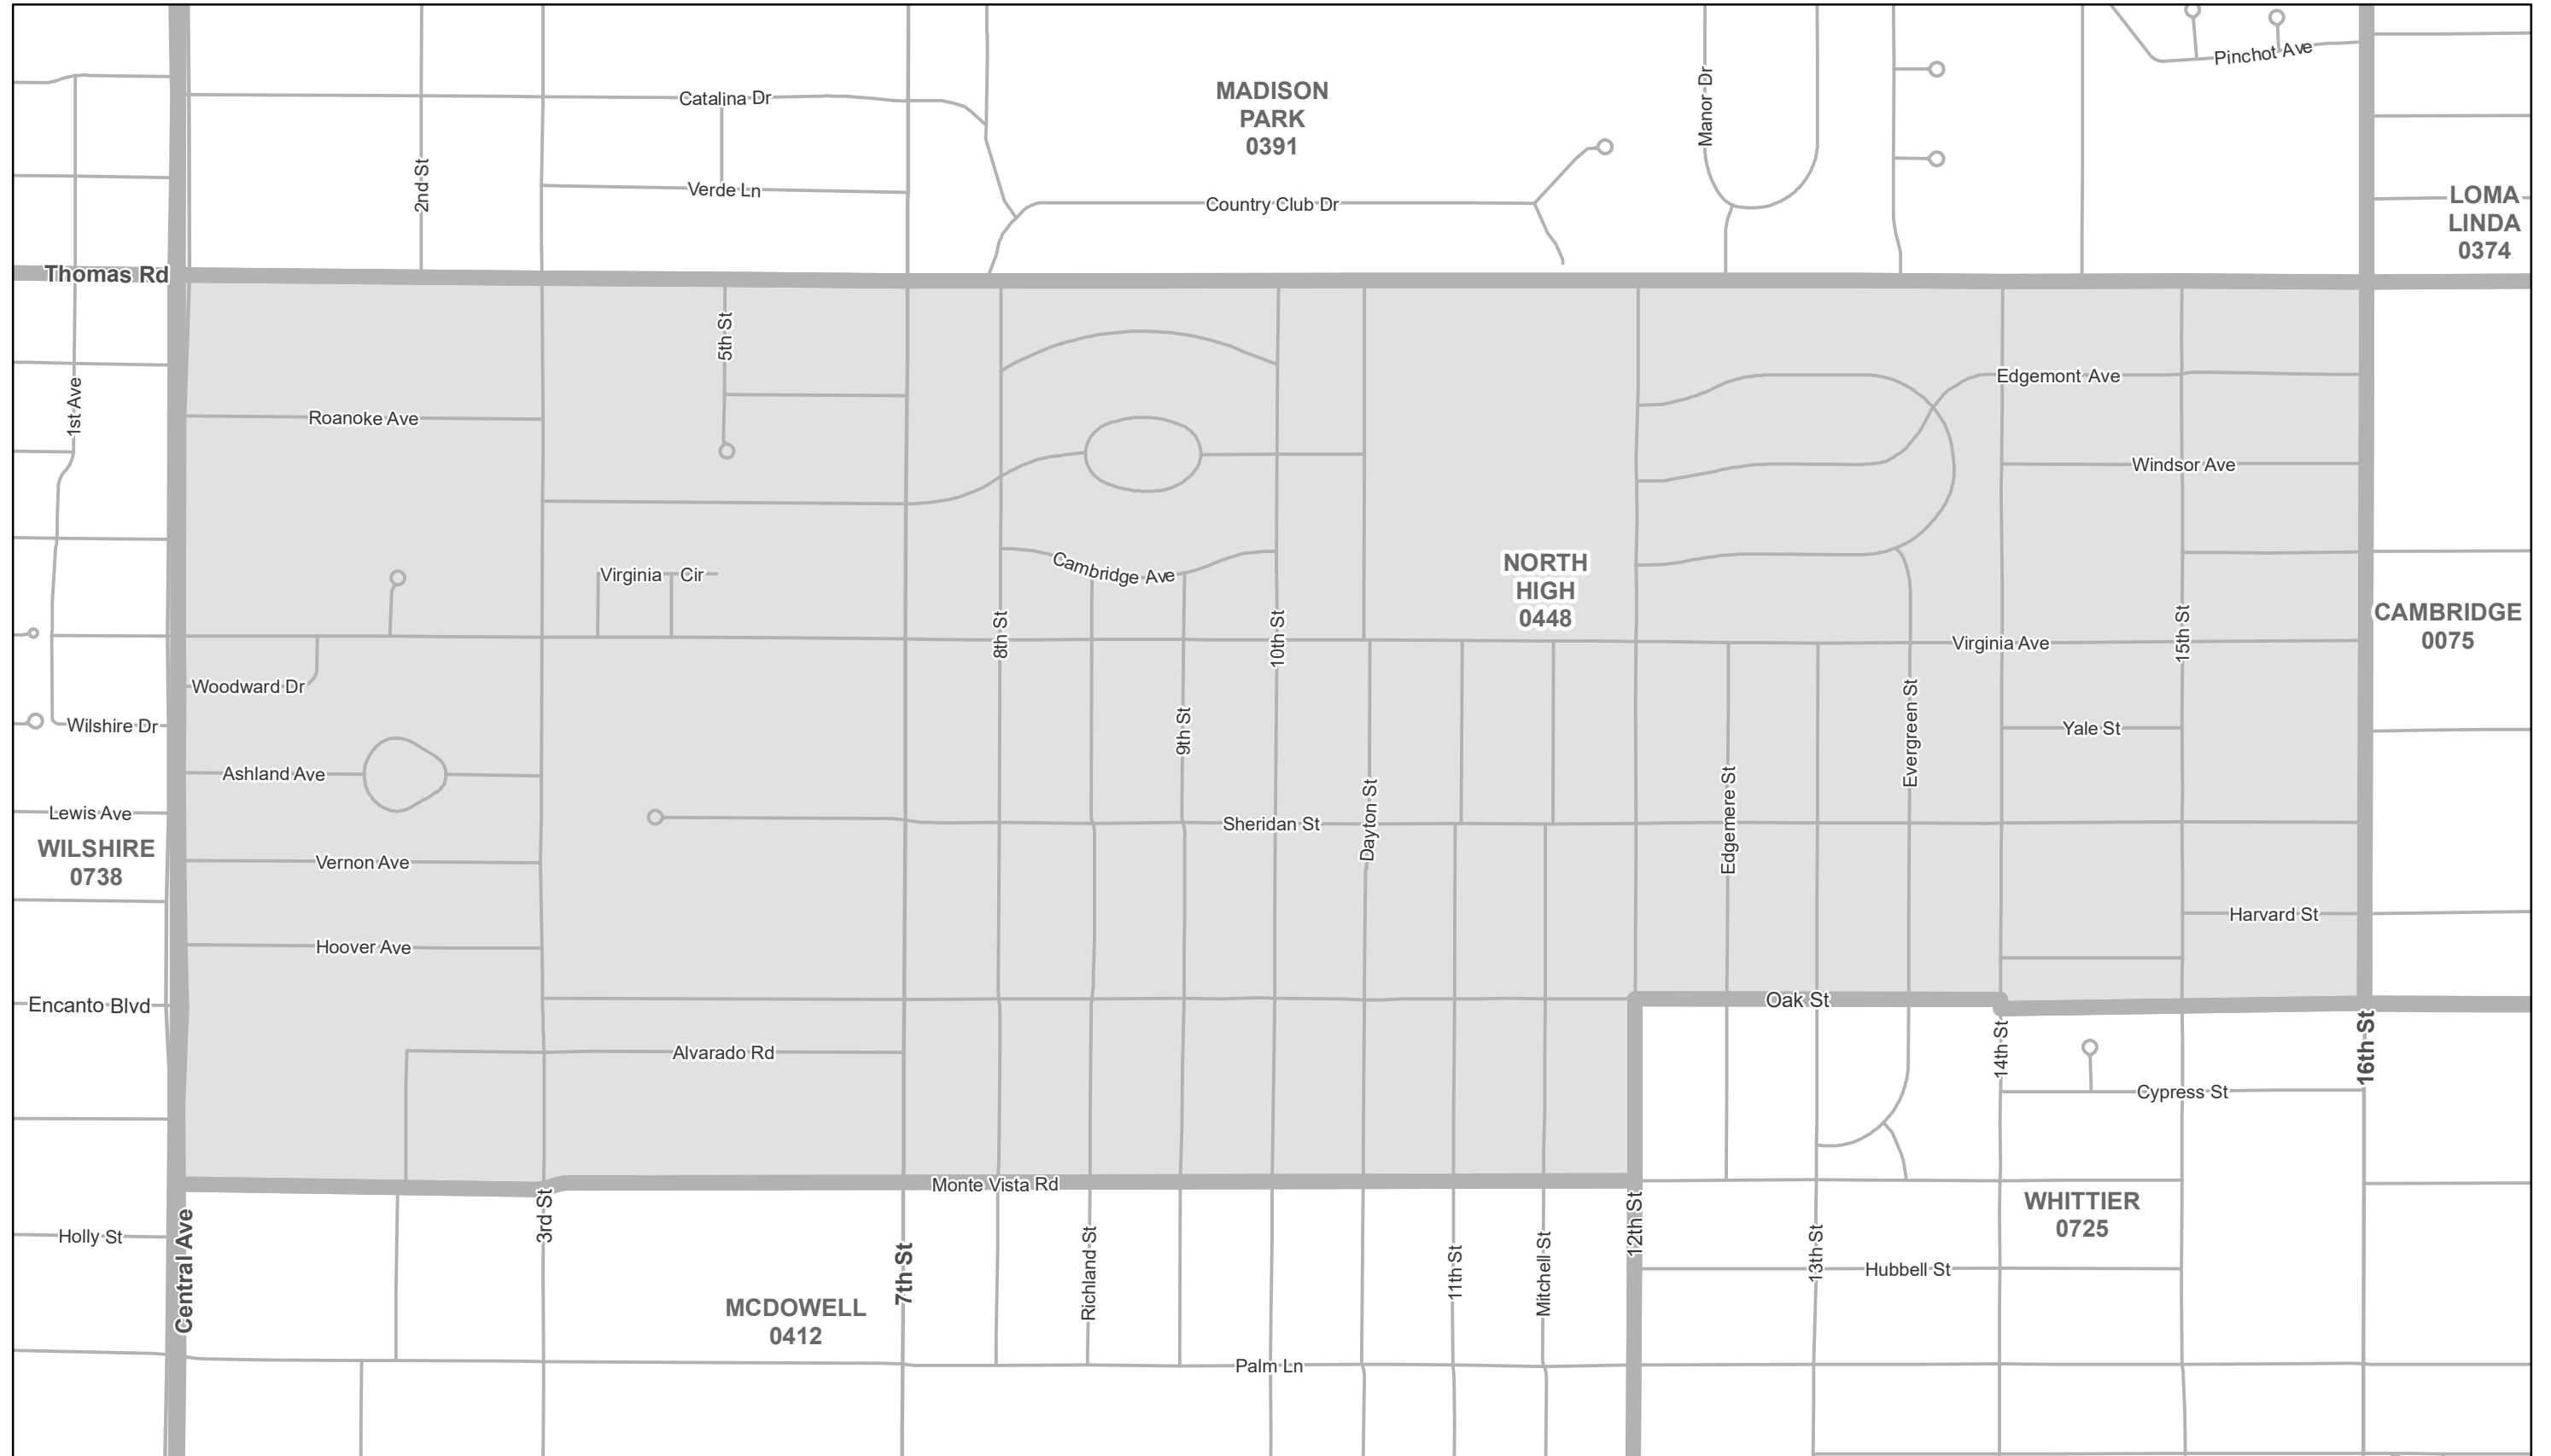 Pinchot Ave
Catalina Dr
MADISON
PARK
0391
Manor Dr
2nd St
Verde Ln
Country Club Dr
LOMA
LINDA
0374
Thomas Rd
5th St
1st Ave
Roanoke Ave
Edgemont Ave
Windsor Ave
Virginia Cir
Cambridge Ave
NORTH
HIGH
0448
8th St
10th St
15th St
CAMBRIDGE
0075
Virginia Ave
Woodward Dr
Wilshire Dr
9th St
Evergreen St
Yale St
Ashland Ave
Lewis Ave
Sheridan St
Dayton St
Edgemere St
WILSHIRE
0738
Vernon Ave
Harvard St
Hoover Ave
Encanto Blvd
Oak St
14th St
16th St
Alvarado Rd
Cypress St
Monte Vista Rd
3rd St
12th St
WHITTIER
0725
Holly St
Central Ave
7th St
Richland St
11th St
Mitchell St
13th St
Hubbell St
MCDOWELL
0412
Palm Ln